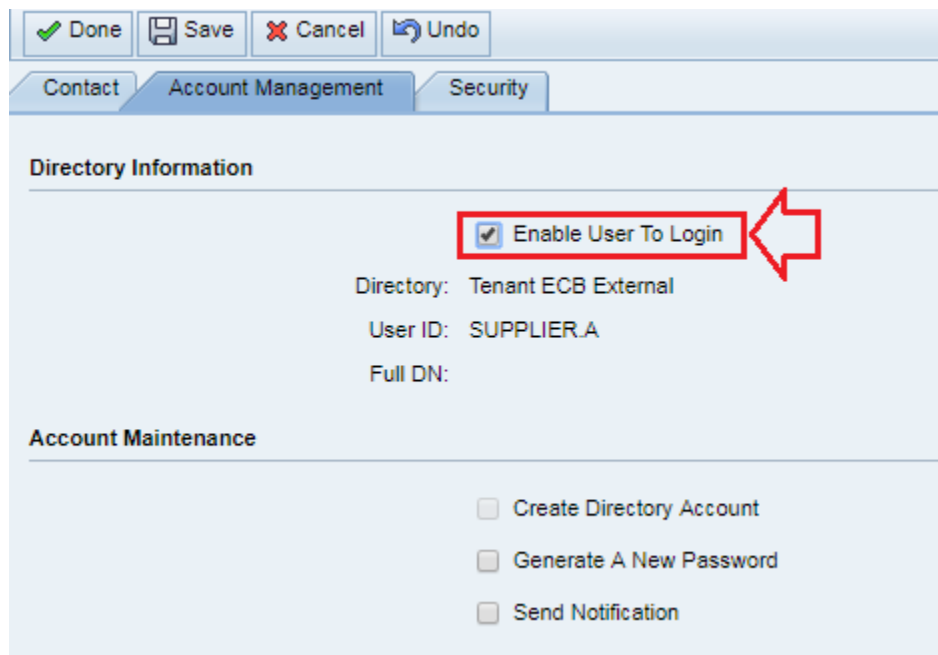 Done Save Cancel Undo
Contact Account Management Security
Directory Information
Enable User To Login
Directory: Tenant ECB External
User ID: SUPPLIER.A
Full DN:
Account Maintenance
Create Directory Account
Generate A New Password
Send Notification